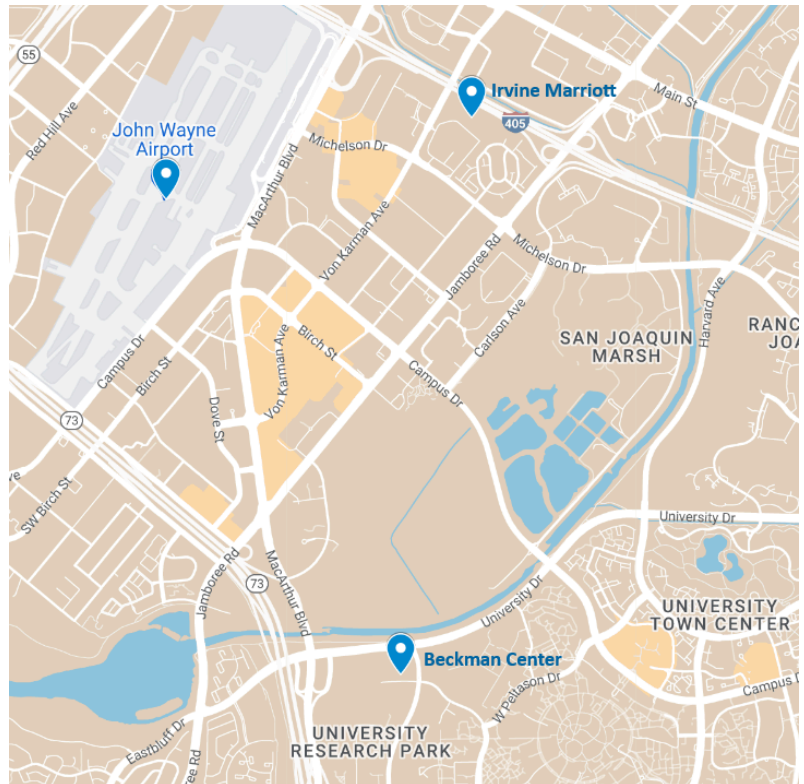 55
Irvine Marriott
Main St
405
Red Hill Ave
John Wayne
Airport
MacArthur Blvd
Michelson Dr
Von Karman Ave
Jamboree Rd
Michelson Dr
Harvard Ave
Carlson Ave
SAN JOAQUIN
MARSH
RANC
JOA
Campus Dr
Birch St
Von Karman Ave
Birch St
Campus Dr
Dove St
73
ve
SW Birch St
University Dr
MacArthur Blvd
73
Jamboree Rd
University Dr
UNIVERSITY
TOWN CENTER
Beckman Center
W Peltason Dr
Campus D
Eastbluff Dr
ee Rd
UNIVERSITY
RESEARCH PARK